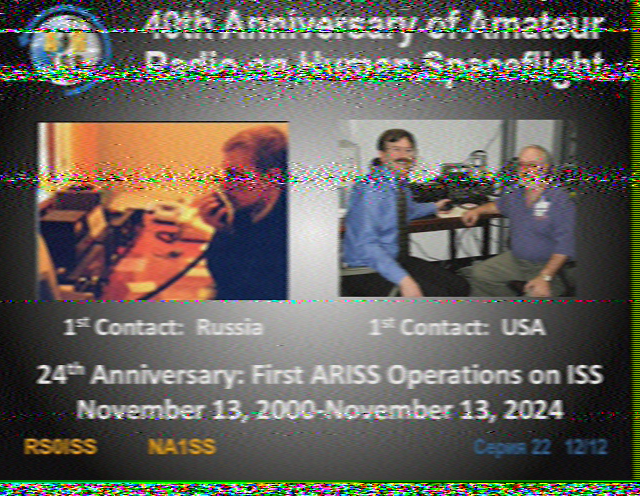 40th Anniversary of Amateur
Radio on Human Spaceflight
1st Contact: Russia
1st Contact: USA
24th Anniversary: First ARISS Operations on ISS
November 13, 2000-November 13, 2024
RS0ISS NA1SS Серия 22 12/12